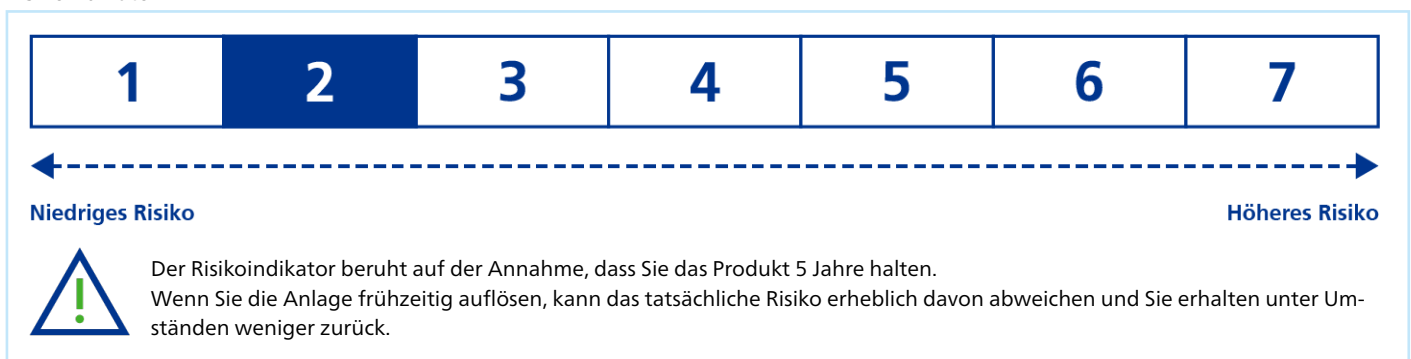 1 2 3 4 5 6 7
Niedriges Risiko Höheres Risiko
Der Risikoindikator beruht auf der Annahme, dass Sie das Produkt 5 Jahre halten.
Wenn Sie die Anlage frühzeitig auflösen, kann das tatsächliche Risiko erheblich davon abweichen und Sie erhalten unter Um-
ständen weniger zurück.